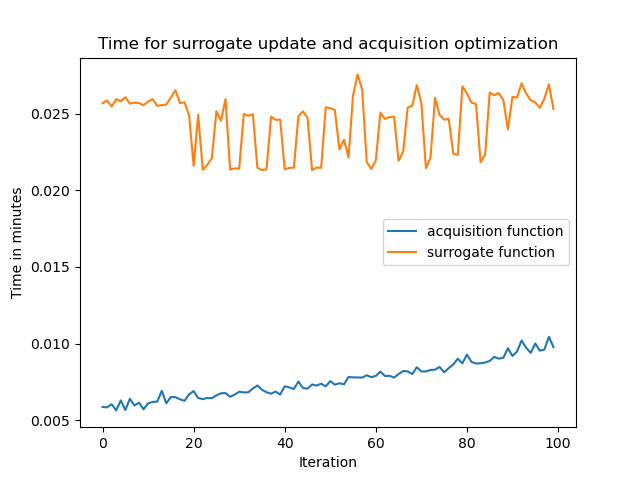 Time for surrogate update and acquisition optimization
0.025
0.020
0.015
0.010
0.005
Time in minutes
acquisition function
surrogate function
0 20 40 60 80 100
Iteration